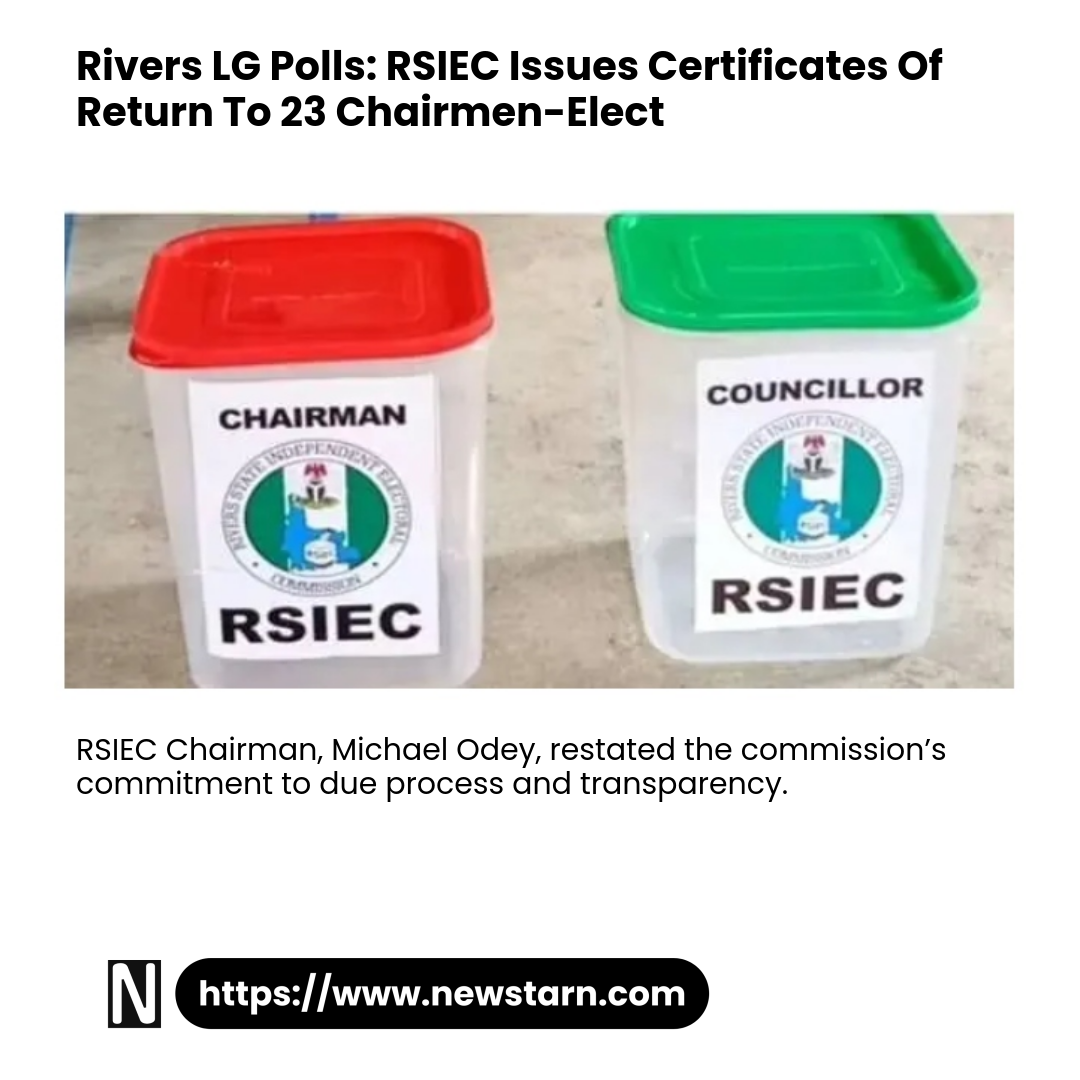 Rivers LG Polls: RSIEC Issues Certificates Of
Return To 23 Chairmen-Elect
CHAIRMAN
RIVERS STATE INDEPENDENT ELECTORAL
COMMISSION
RSIEC
COUNCILLOR
RIVERS STATE INDEPENDENT ELECTORAL
COMMISSION
RSIEC
RSIEC Chairman, Michael Odey, restated the commission’s
commitment to due process and transparency.
N
https://www.newstarn.com